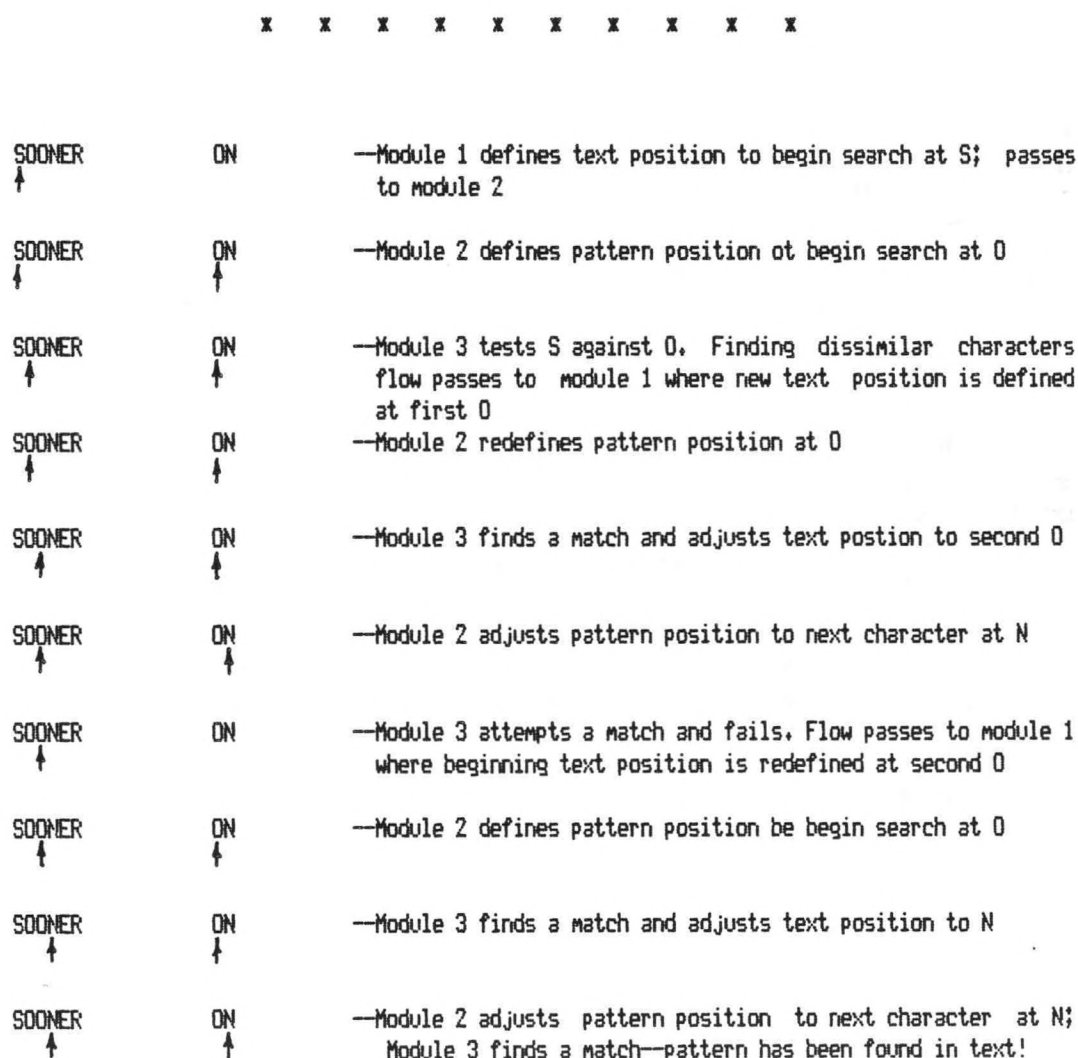 * * * * * * * * * *
SOONER ON --Module 1 defines text position to begin search at S; passes
to module 2
SOONER ON --Module 2 defines pattern position ot begin search at O
SOONER ON --Module 3 tests S against O. Finding dissimilar characters
flow passes to module 1 where new text position is defined
at first O
SOONER ON --Module 2 redefines pattern position at O
SOONER ON --Module 3 finds a match and adjusts text postion to second O
SOONER ON --Module 2 adjusts pattern position to next character at N
SOONER ON --Module 3 attempts a match and fails. Flow passes to module 1
where beginning text position is redefined at second O
SOONER ON --Module 2 defines pattern position be begin search at O
SOONER ON --Module 3 finds a match and adjusts text position to N
SOONER ON --Module 2 adjusts pattern position to next character at N;
Module 3 finds a match--pattern has been found in text!